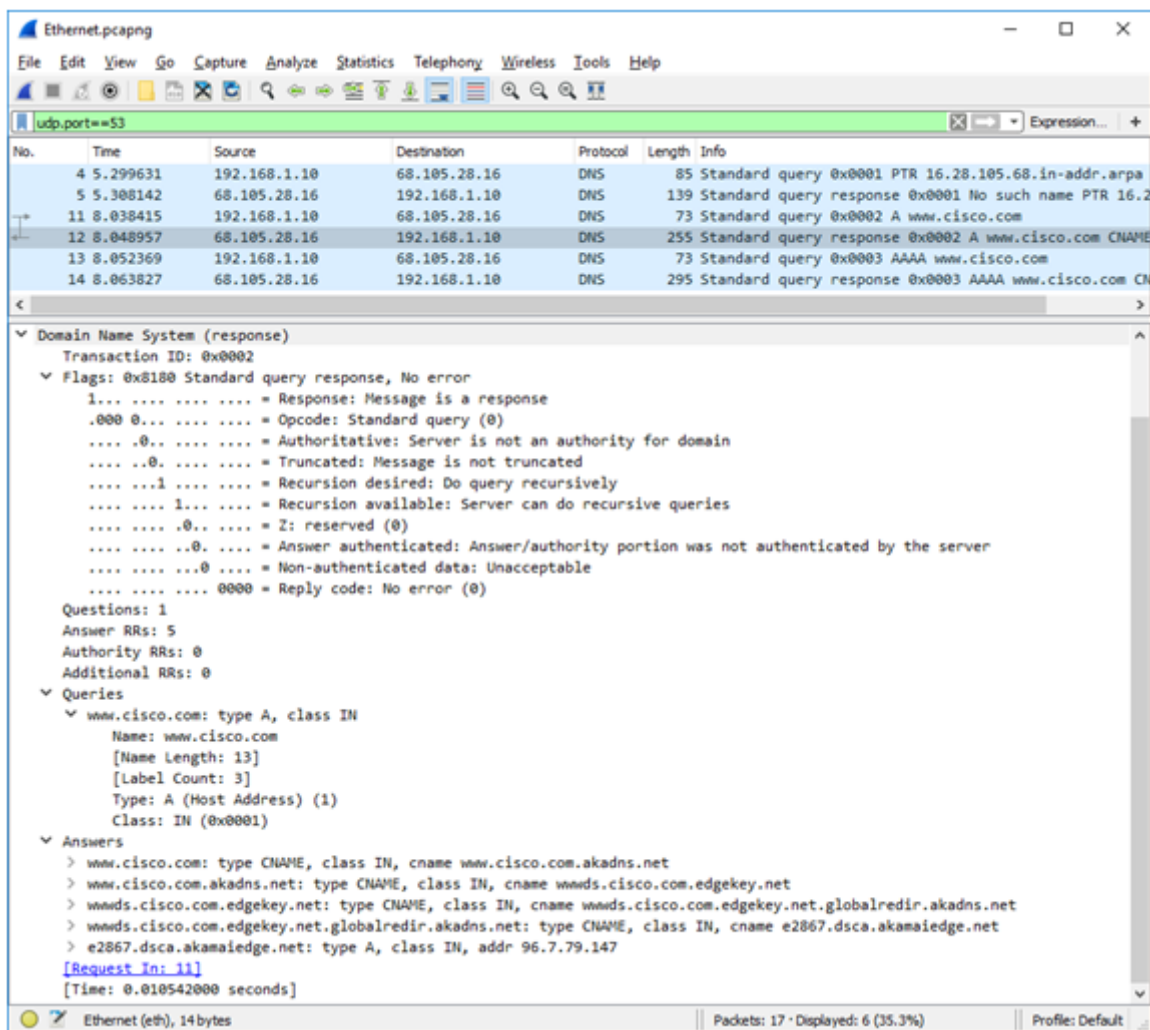 Ethernet.pcapng
File Edit View Go Capture Analyze Statistics Telephony Wireless Tools Help
udp.port==53 Expression... +
No. Time Source Destination Protocol Length Info
4 5.299631 192.168.1.10 68.105.28.16 DNS 85 Standard query 0x0001 PTR 16.28.105.68.in-addr.arpa
5 5.308142 68.105.28.16 192.168.1.10 DNS 139 Standard query response 0x0001 No such name PTR 16.2
11 8.038415 192.168.1.10 68.105.28.16 DNS 73 Standard query 0x0002 A www.cisco.com
12 8.048957 68.105.28.16 192.168.1.10 DNS 255 Standard query response 0x0002 A www.cisco.com CNAME
13 8.052369 192.168.1.10 68.105.28.16 DNS 73 Standard query 0x0003 AAAA www.cisco.com
14 8.063827 68.105.28.16 192.168.1.10 DNS 295 Standard query response 0x0003 AAAA www.cisco.com CN
Domain Name System (response)
Transaction ID: 0x0002
Flags: 0x8180 Standard query response, No error
1... .... .... .... = Response: Message is a response
.000 0... .... .... = Opcode: Standard query (0)
.... .0.. .... .... = Authoritative: Server is not an authority for domain
.... ..0. .... .... = Truncated: Message is not truncated
.... ...1 .... .... = Recursion desired: Do query recursively
.... .... 1... .... = Recursion available: Server can do recursive queries
.... .... .0.. .... = Z: reserved (0)
.... .... ..0. .... = Answer authenticated: Answer/authority portion was not authenticated by the server
.... .... ...0 .... = Non-authenticated data: Unacceptable
.... .... .... 0000 = Reply code: No error (0)
Questions: 1
Answer RRs: 5
Authority RRs: 0
Additional RRs: 0
Queries
www.cisco.com: type A, class IN
Name: www.cisco.com
[Name Length: 13]
[Label Count: 3]
Type: A (Host Address) (1)
Class: IN (0x0001)
Answers
> www.cisco.com: type CNAME, class IN, cname www.cisco.com.akadns.net
> www.cisco.com.akadns.net: type CNAME, class IN, cname wwwds.cisco.com.edgekey.net
> wwwds.cisco.com.edgekey.net: type CNAME, class IN, cname wwwds.cisco.com.edgekey.net.globalredir.akadns.net
> wwwds.cisco.com.edgekey.net.globalredir.akadns.net: type CNAME, class IN, cname e2867.dsca.akamaiedge.net
> e2867.dsca.akamaiedge.net: type A, class IN, addr 96.7.79.147
[Request In: 11]
[Time: 0.010542000 seconds]
Ethernet (eth), 14 bytes Packets: 17 · Displayed: 6 (35.3%) Profile: Default